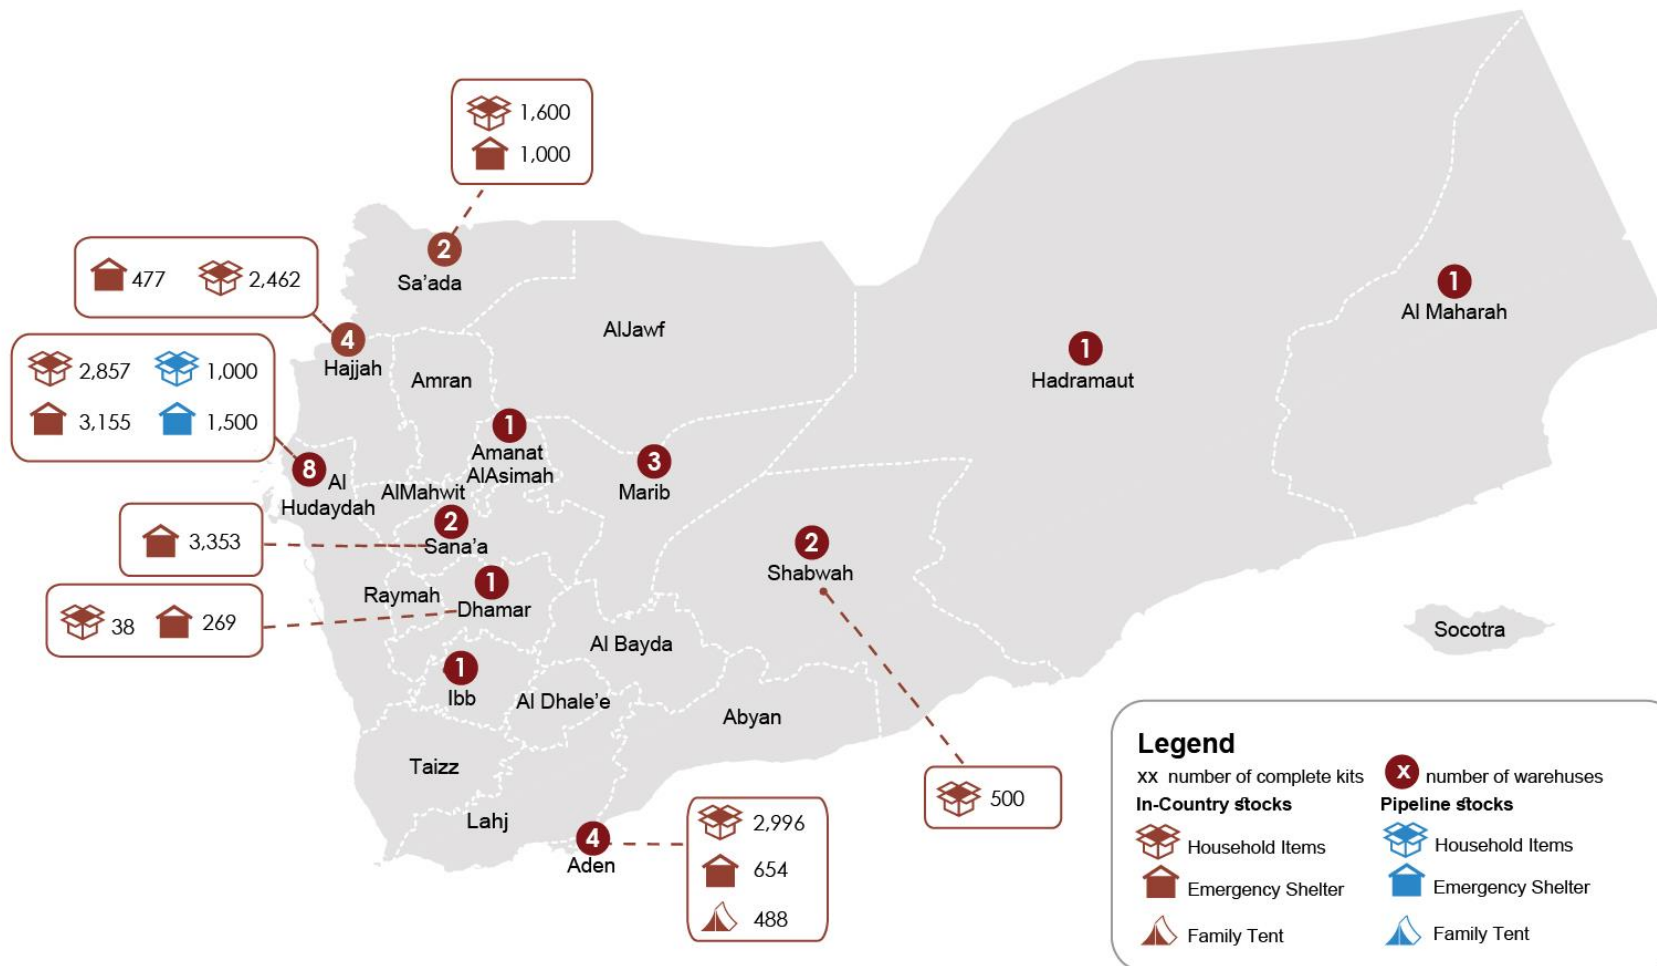 1,600
1,000
2
Sa'ada
477 2,462
4
Hajjah
2,857 1,000
3,155 1,500
8
Al
Hudaydah
AlJawf
Amran
1
Amanat
AlAsimah
AlMahwit
3
Marib
1
Hadramaut
1
Al Maharah
3,353
2
Sana'a
38 269
Raymah
1
Dhamar
2
Shabwah
500
Al Bayda
Socotra
1
Ibb
Al Dhale'e
Abyan
Taizz
Lahj
4
Aden
2,996
654
488
Legend
xx number of complete kits
x number of warehuses
In-Country stocks
Pipeline stocks
Household Items
Household Items
Emergency Shelter
Emergency Shelter
Family Tent
Family Tent